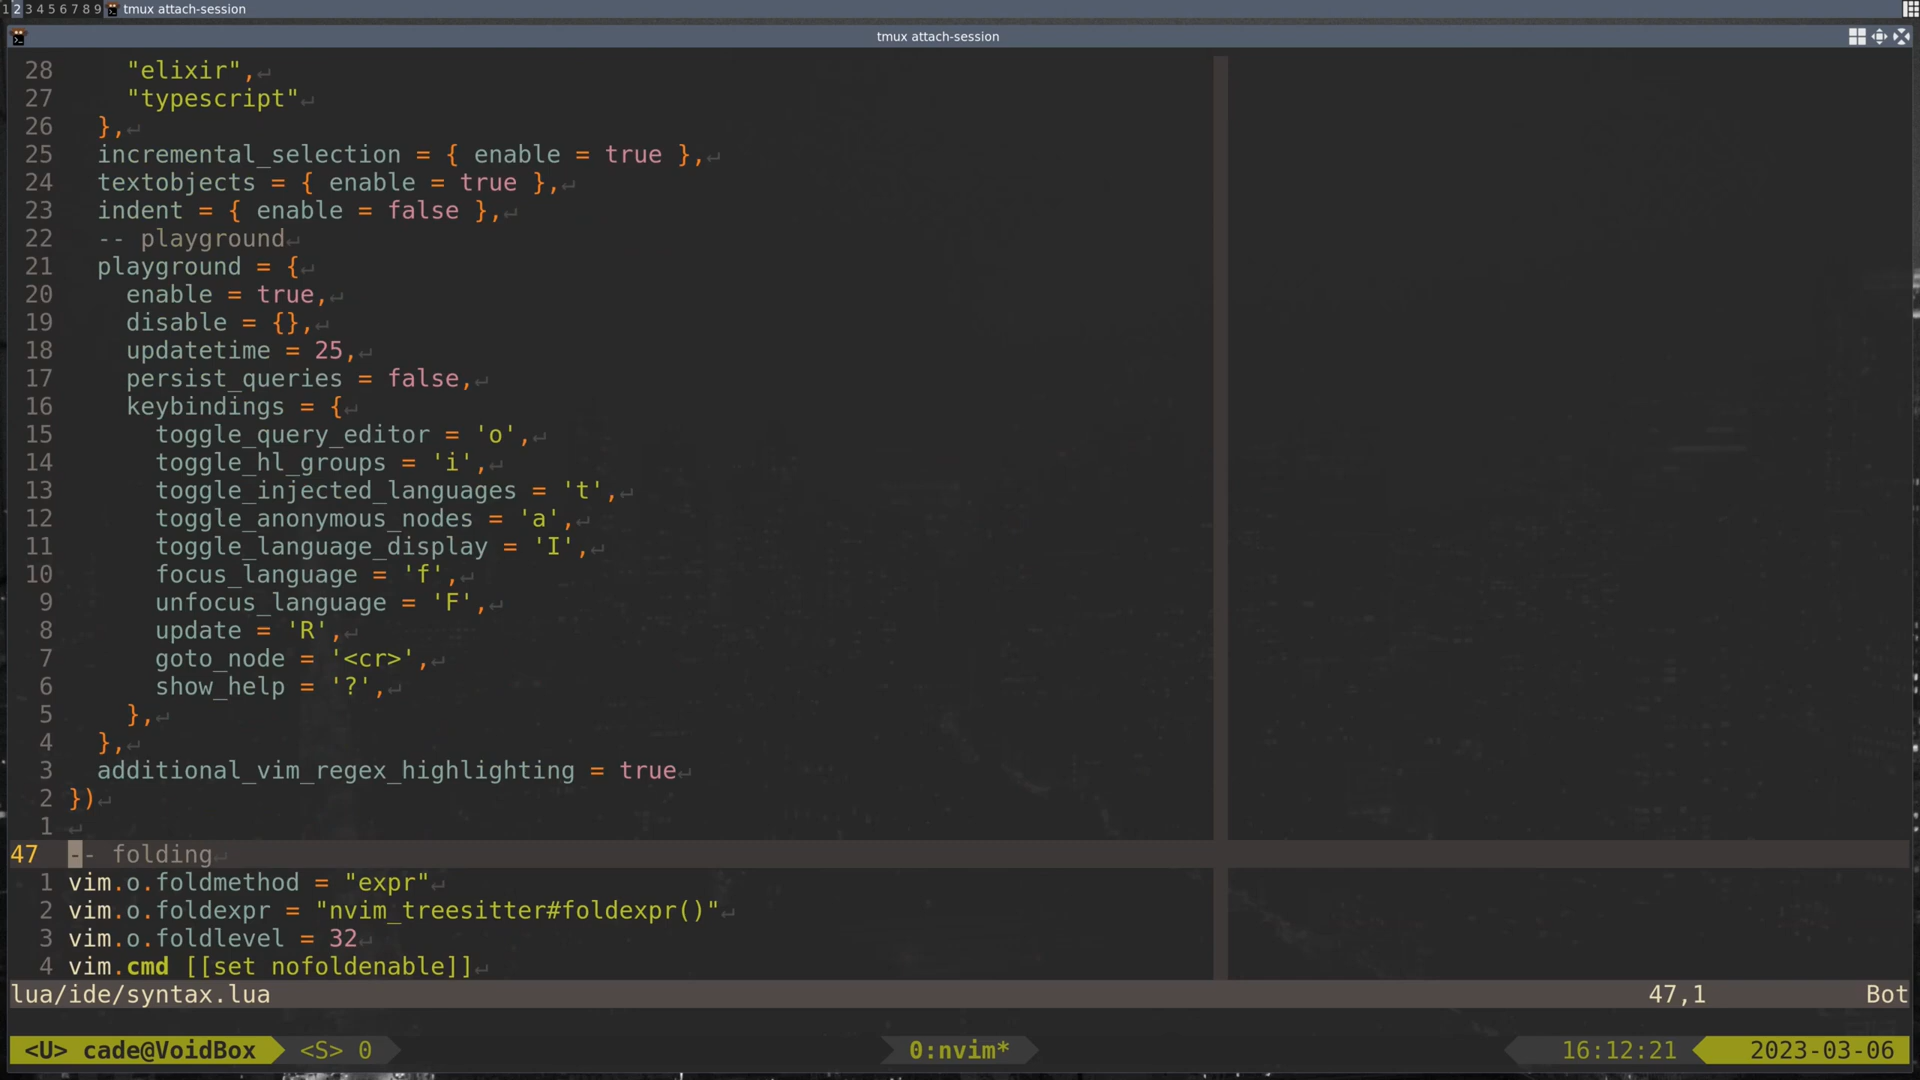 1 2 3 4 5 6 7 8 9 tmux attach-session
tmux attach-session
28     "elixir",↵
27     "typescript"↵
26   },↵
25   incremental_selection = { enable = true },↵
24   textobjects = { enable = true },↵
23   indent = { enable = false },↵
22   -- playground↵
21   playground = {↵
20     enable = true,↵
19     disable = {},↵
18     updatetime = 25,↵
17     persist_queries = false,↵
16     keybindings = {↵
15       toggle_query_editor = 'o',↵
14       toggle_hl_groups = 'i',↵
13       toggle_injected_languages = 't',↵
12       toggle_anonymous_nodes = 'a',↵
11       toggle_language_display = 'I',↵
10       focus_language = 'f',↵
9       unfocus_language = 'F',↵
8       update = 'R',↵
7       goto_node = '<cr>',↵
6       show_help = '?',↵
5     },↵
4   },↵
3   additional_vim_regex_highlighting = true↵
2 })↵
1 ↵
47 -- folding↵
1 vim.o.foldmethod = "expr"↵
2 vim.o.foldexpr = "nvim_treesitter#foldexpr()"↵
3 vim.o.foldlevel = 32↵
4 vim.cmd [[set nofoldenable]]↵
lua/ide/syntax.lua 47,1 Bot
<U> cade@VoidBox <S> 0 0:nvim* 16:12:21 2023-03-06